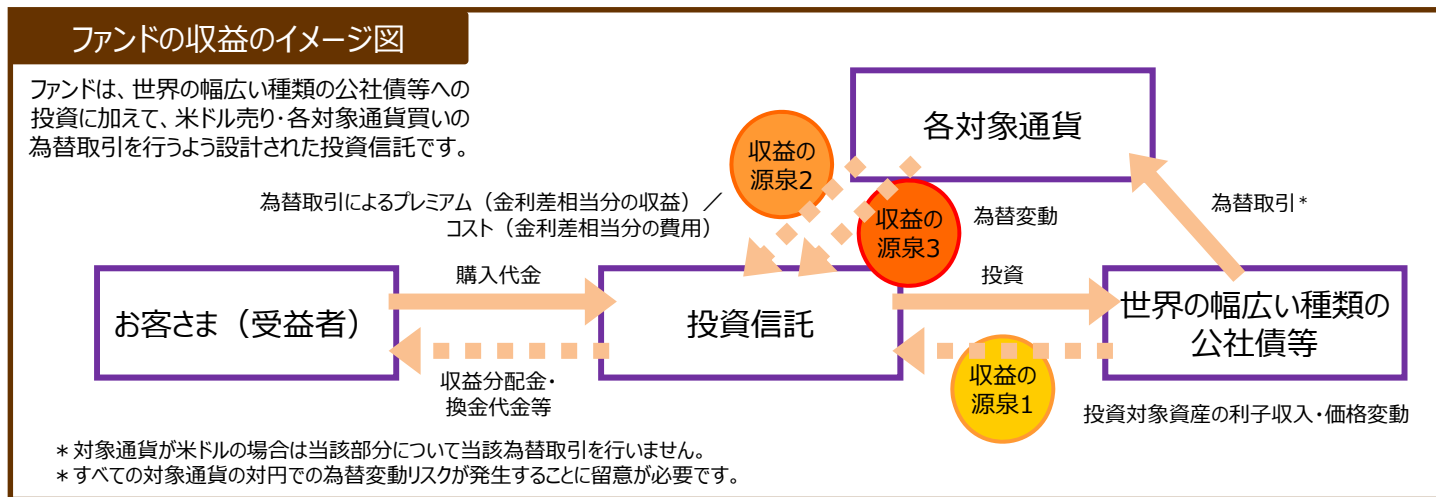 ファンドの収益のイメージ図
ファンドは、世界の幅広い種類の公社債等への
投資に加えて、米ドル売り・各対象通貨買いの
為替取引を行うよう設計された投資信託です。
各対象通貨
収益の
源泉2
為替取引によるプレミアム（金利差相当分の収益）／
コスト（金利差相当分の費用）
収益の
源泉3
為替変動
為替取引*
購入代金
投資
お客さま（受益者）
投資信託
世界の幅広い種類の
公社債等
収益分配金・
換金代金等
収益の
源泉1
投資対象資産の利子収入・価格変動
* 対象通貨が米ドルの場合は当該部分について当該為替取引を行いません。
* すべての対象通貨の対円での為替変動リスクが発生することに留意が必要です。